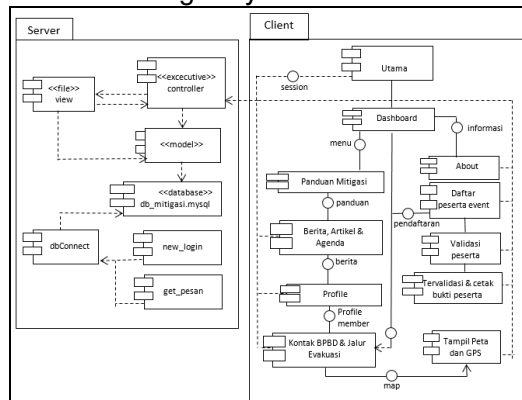 Server
<<file>>
view
<<excecutive>>
controller
<<model>>
<<database>>
db_mitigasi.mysql
dbConnect
new_login
get_pesan
Client
Utama
session
Dashboard
menu
informasi
About
Panduan Mitigasi
panduan
Daftar
peserta event
pendaftaran
Berita, Artikel &
Agenda
berita
Validasi
peserta
Profile
Tervalidasi & cetak
bukti peserta
Profile
member
Kontak BPBD & Jalur
Evakuasi
Tampil Peta
dan GPS
map